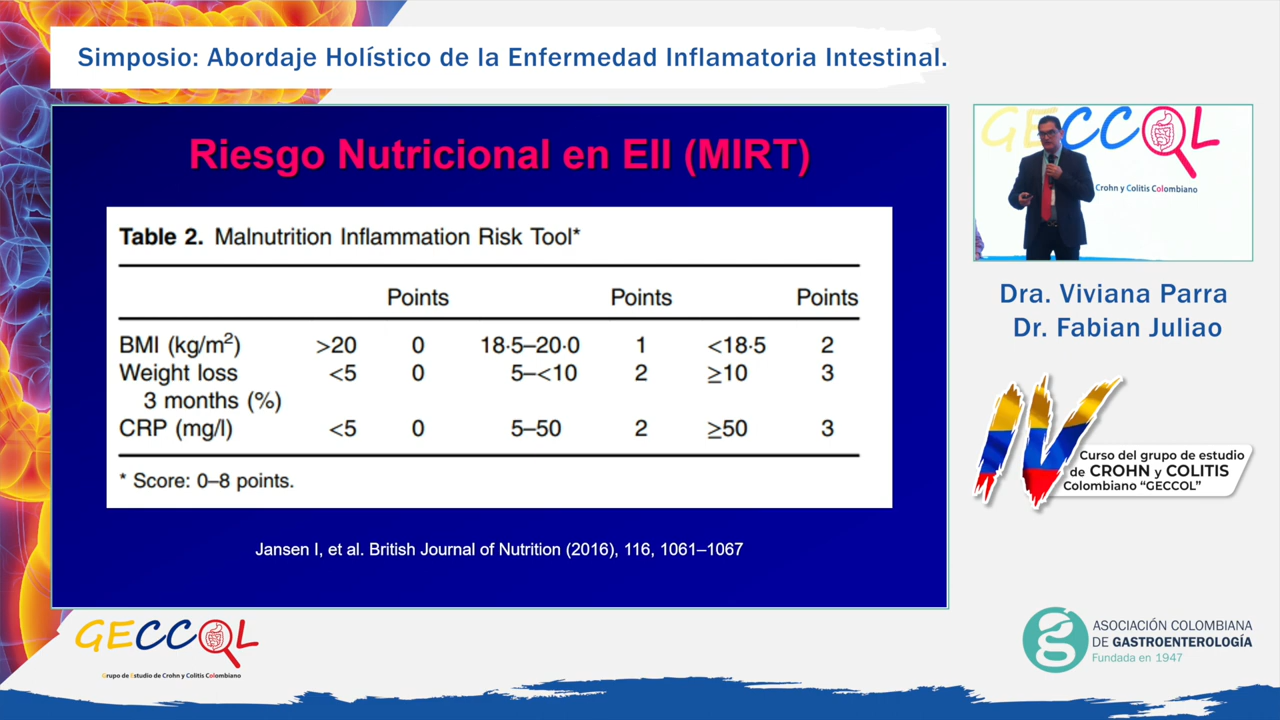 Simposio: Abordaje Holístico de la Enfermedad Inflamatoria Intestinal.
Riesgo Nutricional en EII (MIRT)
Table 2. Malnutrition Inflammation Risk Tool*
Points Points Points
BMI (kg/m²) >20 0 18·5–20·0 1 <18·5 2
Weight loss <5 0 5–<10 2 ≥10 3
3 months (%)
CRP (mg/l) <5 0 5–50 2 ≥50 3
* Score: 0–8 points.
Jansen I, et al. British Journal of Nutrition (2016), 116, 1061–1067
GECCOL
Crohn y Colitis Colombiano
Dra. Viviana Parra
Dr. Fabian Juliao
IV
Curso del grupo de estudio
de CROHN y COLITIS
Colombiano "GECCOL"
GECCOL
Grupo de Estudio de Crohn y Colitis Colombiano
ASOCIACIÓN COLOMBIANA
DE GASTROENTEROLOGÍA
Fundada en 1947